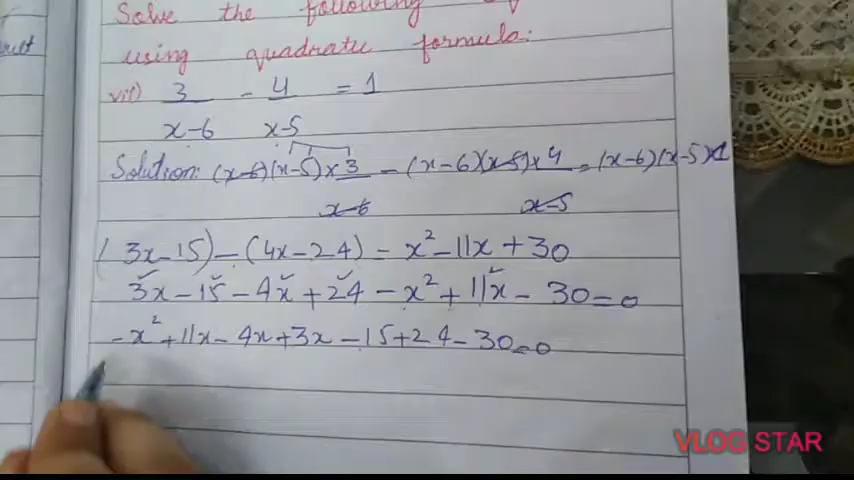 Solve the following
using quadratic formula:
vii) 3/x-6 - 4/x-5 = 1
Solution: (x-6)(x-5)×3/x-6 - (x-6)(x-5)×4/x-5 = (x-6)(x-5)×1
(3x-15)-(4x-24) = x²-11x+30
3x-15-4x+24-x²+11x-30=0
-x²+11x-4x+3x-15+24-30=0
VLOG STAR